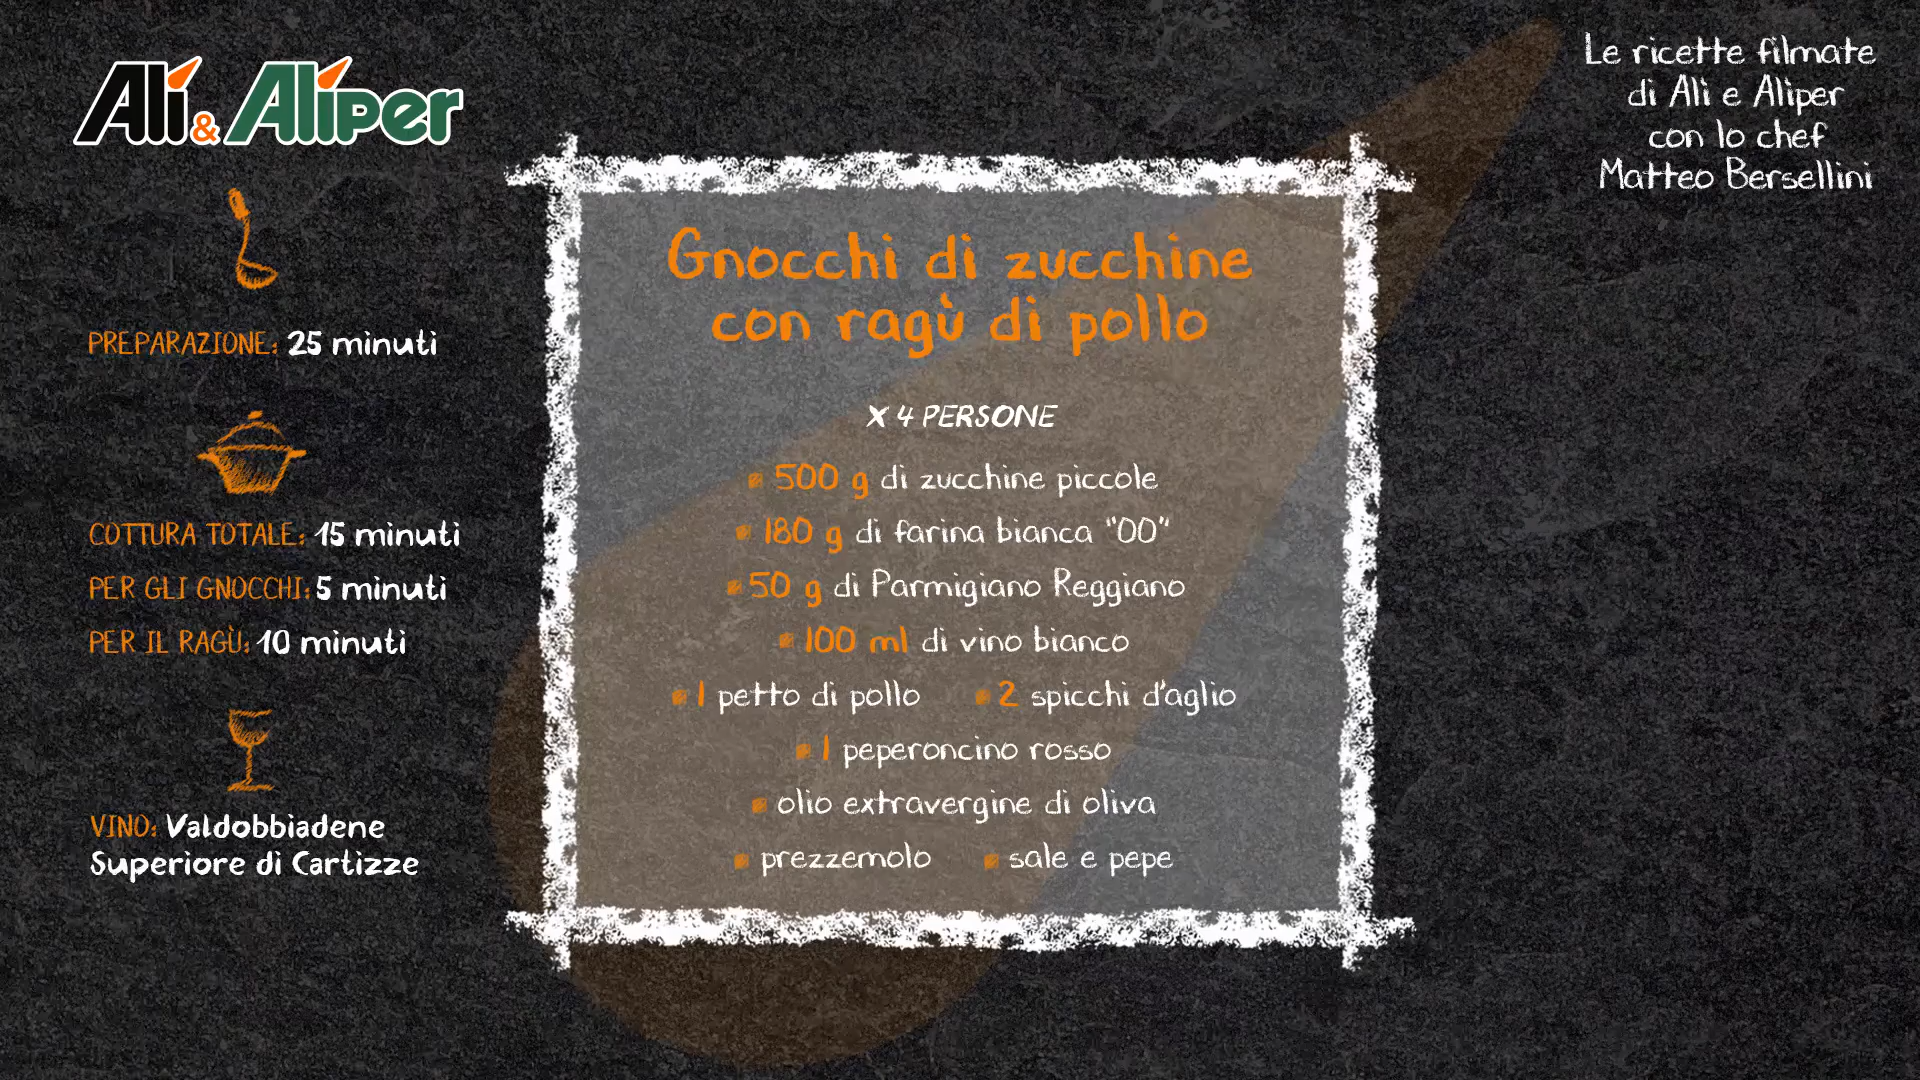 Alì & Alìper
Le ricette filmate
di Alì e Alìper
con lo chef
Matteo Bersellini
PREPARAZIONE: 25 minuti
COTTURA TOTALE: 15 minuti
PER GLI GNOCCHI: 5 minuti
PER IL RAGÙ: 10 minuti
VINO: Valdobbiadene
Superiore di Cartizze
Gnocchi di zucchine
con ragù di pollo
X 4 PERSONE
500 g di zucchine piccole
180 g di farina bianca "00"
50 g di Parmigiano Reggiano
100 ml di vino bianco
1 petto di pollo 2 spicchi d'aglio
1 peperoncino rosso
olio extravergine di oliva
prezzemolo sale e pepe